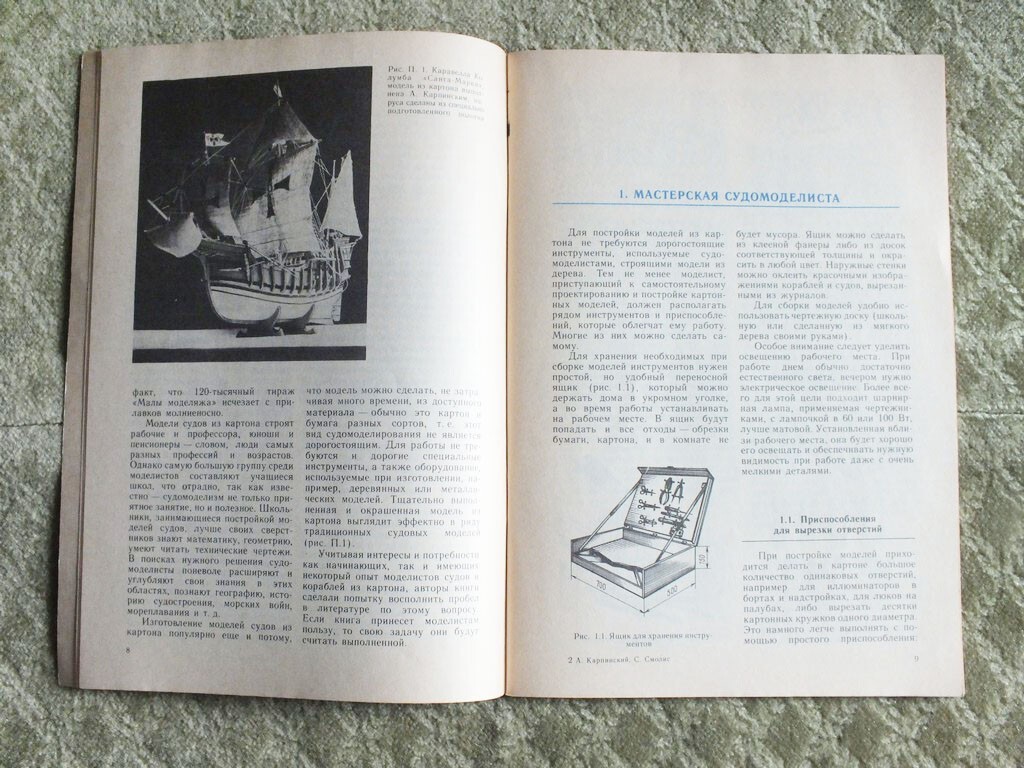 Рис. П. 1. Каравелла Ко-
лумба «Санта-Мария»
модель из картона выпол-
нена А. Карпинским па-
руса сделаны из специально
подготовленного
факт, что 120-тысячный тираж
«Малы моделяж» исчезает с при-
лавков молниеносно.
Модели судов из картона строят
рабочие и профессора, юноши и
пенсионеры — словом, люди самых
разных профессий и возрастов.
Однако самую большую группу среди
моделистов составляют учащиеся
школ, что отрадно, так как изве-
стно — судомоделизм не только при-
ятное занятие, но и полезное. Школь-
ники, занимающиеся постройкой мо-
делей судов, лучше своих сверст-
ников знают математику, геометрию,
умеют читать технические чертежи.
В поисках нужного решения судо-
моделисты поневоле расширяют и
углубляют свои знания в этих
областях, познают географию, исто-
рию судостроения, морских войн,
мореплавания и т. д.
Изготовление моделей судов из
картона популярно еще и потому,
что модель можно сделать, не затра-
чивая много времени, из доступного
материала — обычно это картон и
бумага разных сортов, т. е. этот
вид судомоделирования не является
дорогостоящим. Для работы не тре-
буются и дорогие специальные
инструменты, а также оборудование,
используемые при изготовлении, на-
пример, деревянных или металли-
ческих моделей. Тщательно выпол-
ненная и окрашенная модель из
картона выглядит эффектно в ряду
традиционных судовых моделей
(рис. П.1).
Учитывая интересы и потребности
как начинающих, так и имеющих
некоторый опыт моделистов судов и
кораблей из картона, авторы книги
сделали попытку восполнить пробел
в литературе по этому вопросу.
Если книга принесет моделистам
пользу, то свою задачу они будут
считать выполненной.
8
1. МАСТЕРСКАЯ СУДОМОДЕЛИСТА
Для постройки моделей из кар-
тона не требуются дорогостоящие
инструменты, используемые судо-
моделистами, строящими модели из
дерева. Тем не менее моделист,
приступающий к самостоятельному
проектированию и постройке картон-
ных моделей, должен располагать
рядом инструментов и приспособле-
ний, которые облегчат ему работу.
Многие из них можно сделать са-
мому.
Для хранения необходимых при
сборке моделей инструментов нужен
простой, но удобный переносной
ящик (рис. 1.1), который можно
держать дома в укромном уголке,
а во время работы устанавливать
на рабочем месте. В ящик будут
попадать и все отходы — обрезки
бумаги, картона, и в комнате не
700
500
250
Рис. 1.1. Ящик для хранения инстру-
ментов
2 А. Карпинский, С. Смолис
будет мусора. Ящик можно сделать
из клееной фанеры либо из досок
соответствующей толщины и окра-
сить в любой цвет. Наружные стенки
можно оклеить красочными изобра-
жениями кораблей и судов, вырезан-
ными из журналов.
Для сборки моделей удобно ис-
пользовать чертежную доску (школь-
ную или сделанную из мягкого
дерева своими руками).
Особое внимание следует уделить
освещению рабочего места. При
работе днем обычно достаточно
естественного света, вечером нужно
электрическое освещение. Более все-
го для этой цели подходит шарнир-
ная лампа, применяемая чертежни-
ками, с лампочкой в 60 или 100 Вт,
лучше матовой. Установленная вбли-
зи рабочего места, она будет хорошо
его освещать и обеспечивать нужную
видимость при работе даже с очень
мелкими деталями.
1.1. Приспособления
для вырезки отверстий
При постройке моделей прихо-
дится делать в картоне большое
количество одинаковых отверстий,
например для иллюминаторов в
бортах и надстройках, для люков на
палубах, либо вырезать десятки
картонных кружков одного диаметра.
Это намного легче выполнять с по-
мощью простого приспособления:
9